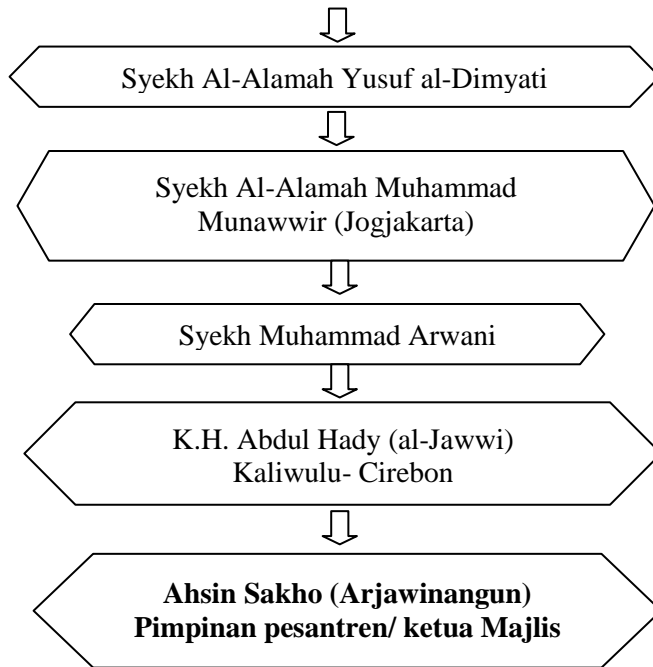 Syekh Al-Alamah Yusuf al-Dimyati
Syekh Al-Alamah Muhammad
Munawwir (Jogjakarta)
Syekh Muhammad Arwani
K.H. Abdul Hady (al-Jawwi)
Kaliwulu- Cirebon
Ahsin Sakho (Arjawinangun)
Pimpinan pesantren/ ketua Majlis